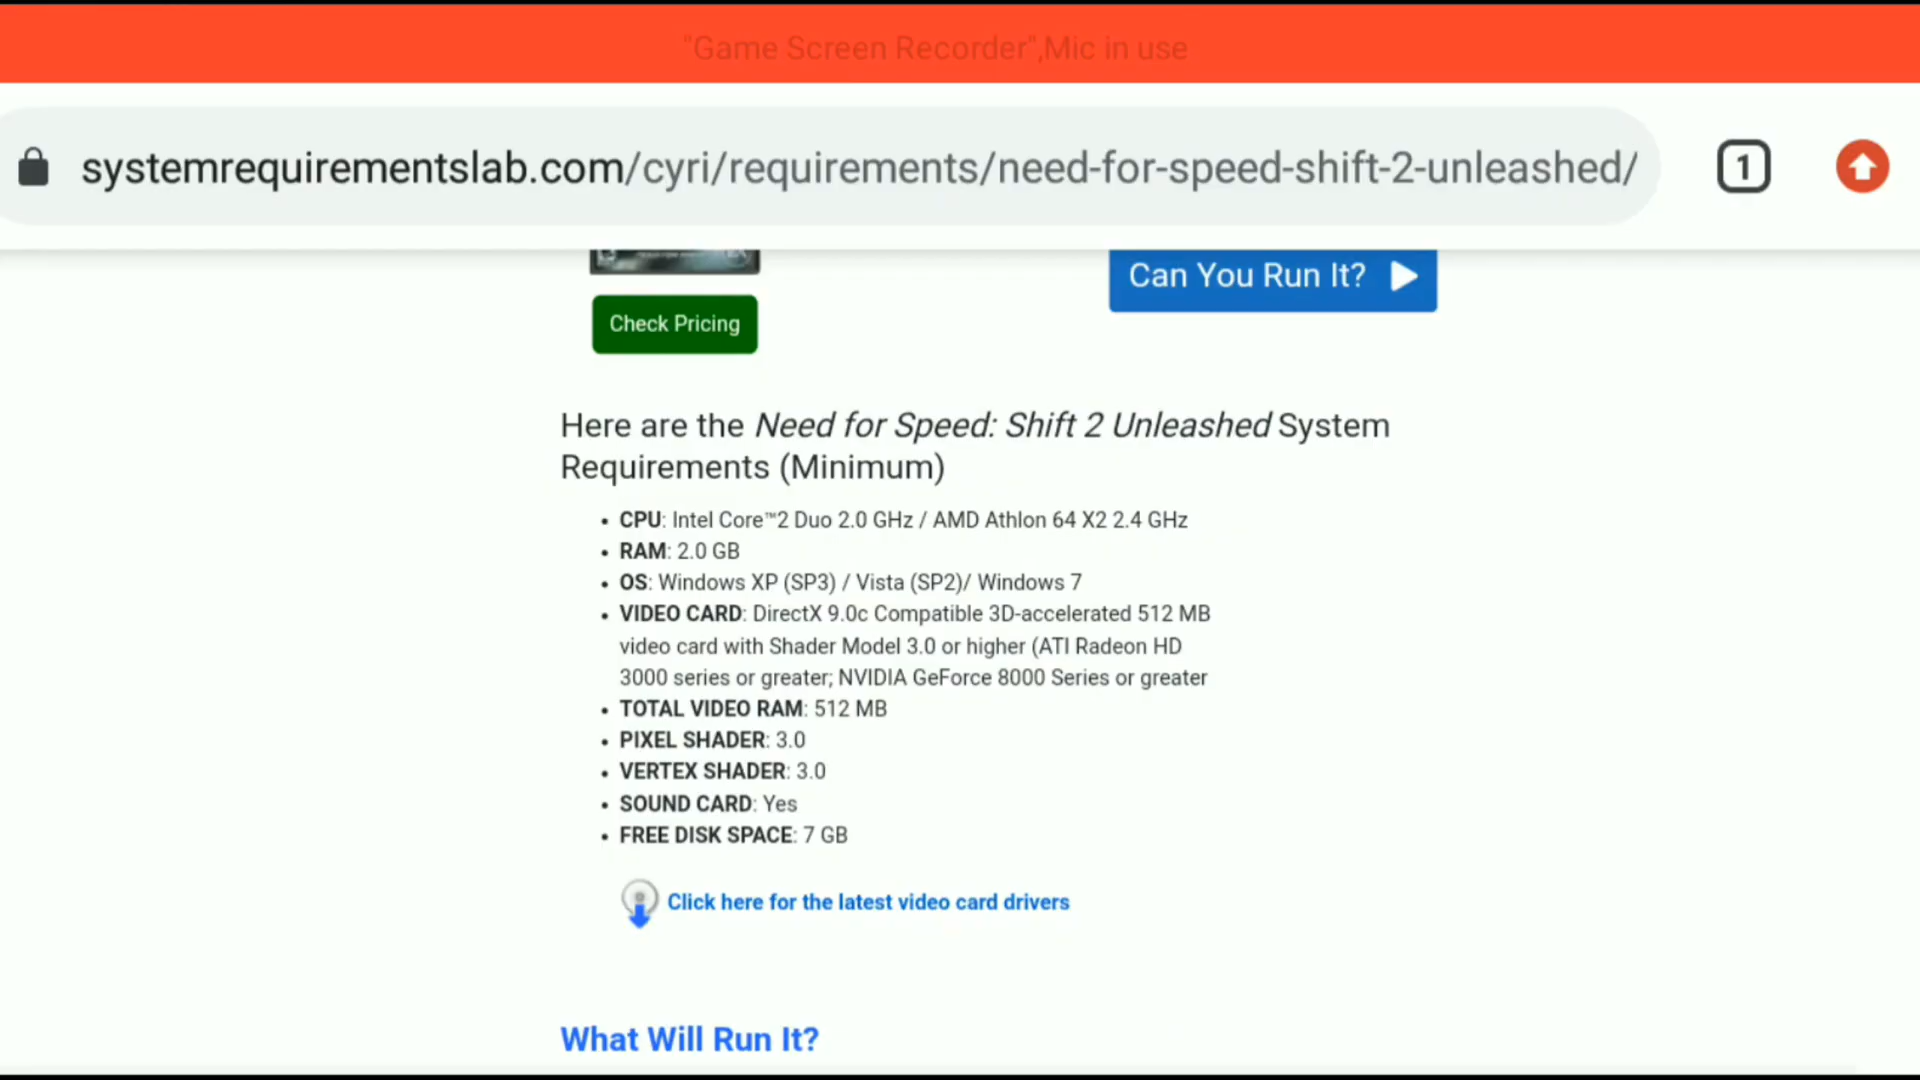 "Game Screen Recorder",Mic in use
systemrequirementslab.com/cyri/requirements/need-for-speed-shift-2-unleashed/
1
Can You Run It?
Check Pricing
Here are the Need for Speed: Shift 2 Unleashed System
Requirements (Minimum)
• CPU: Intel Core™2 Duo 2.0 GHz / AMD Athlon 64 X2 2.4 GHz
• RAM: 2.0 GB
• OS: Windows XP (SP3) / Vista (SP2)/ Windows 7
• VIDEO CARD: DirectX 9.0c Compatible 3D-accelerated 512 MB
video card with Shader Model 3.0 or higher (ATI Radeon HD
3000 series or greater; NVIDIA GeForce 8000 Series or greater
• TOTAL VIDEO RAM: 512 MB
• PIXEL SHADER: 3.0
• VERTEX SHADER: 3.0
• SOUND CARD: Yes
• FREE DISK SPACE: 7 GB
Click here for the latest video card drivers
What Will Run It?